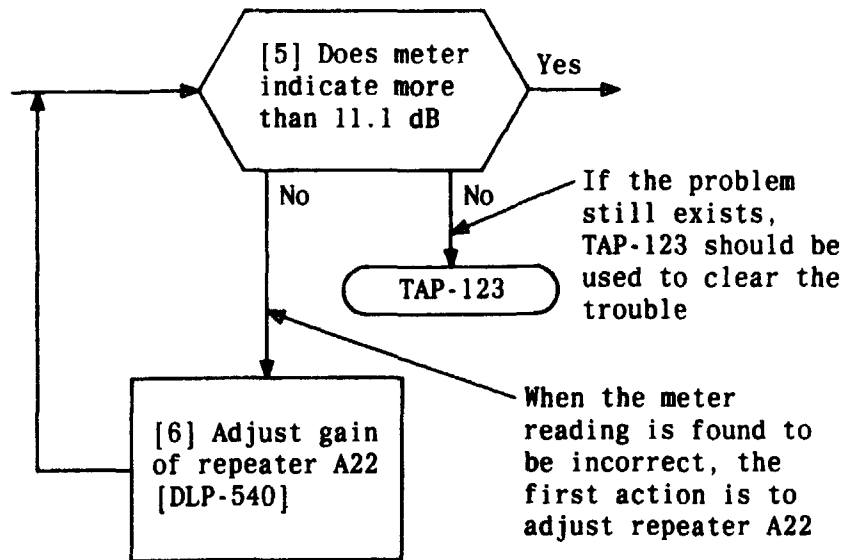 [5] Does meter
indicate more
than 11.1 dB
Yes
No
No
If the problem
still exists,
TAP-123 should be
used to clear the
trouble
TAP-123
[6] Adjust gain
of repeater A22
[DLP-540]
When the meter
reading is found to
be incorrect, the
first action is to
adjust repeater A22